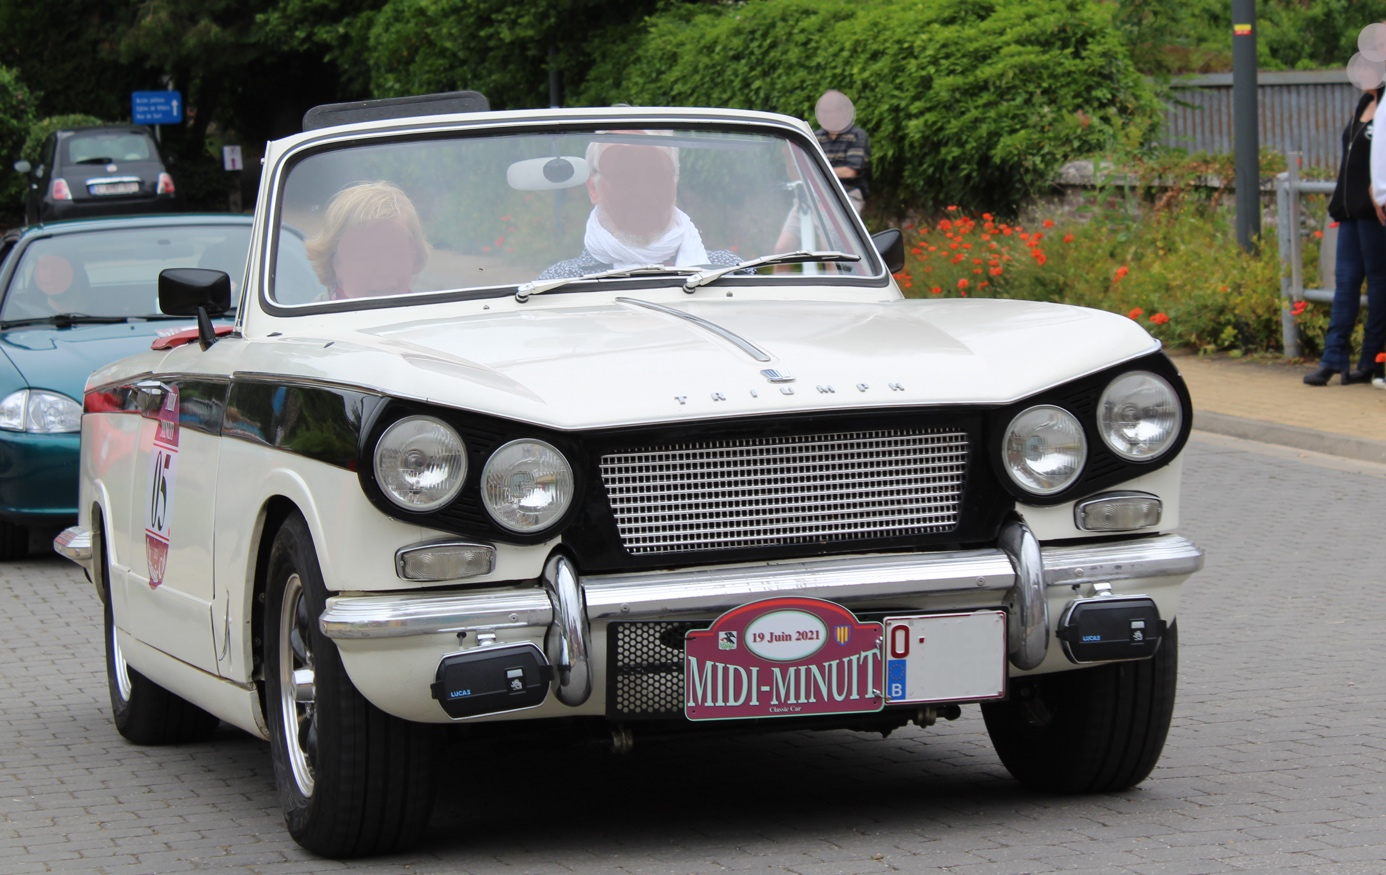 TRIUMPH
05
19 Juin 2021
MIDI-MINUIT
Classic Car
O
B
LUCAS
LUCAS